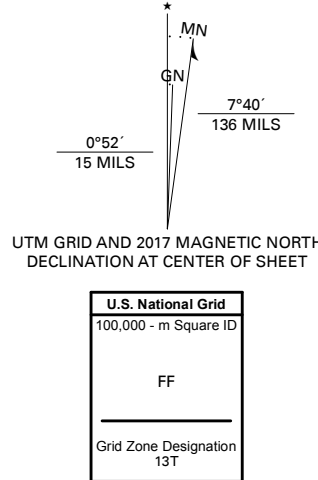 ★
MN
GN
0°52´
15 MILS
7°40´
136 MILS
UTM GRID AND 2017 MAGNETIC NORTH
DECLINATION AT CENTER OF SHEET
U.S. National Grid
100,000 - m Square ID
FF
Grid Zone Designation
13T